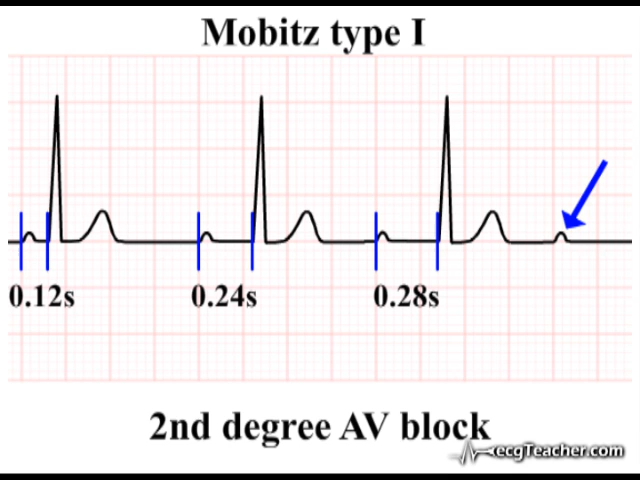 Mobitz type I
0.12s 0.24s 0.28s
2nd degree AV block
ecgTeacher.com